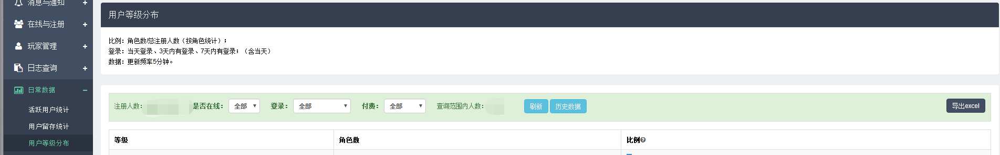 消息与通知 +
在线与注册 +
玩家管理 +
日志查询 +
日常数据 −
活跃用户统计
用户留存统计
用户等级分布
用户等级分布
比例：角色数/总注册人数（按角色统计）；
登录：当天登录、3天内有登录、7天内有登录；（含当天）
数据：更新频率5分钟。
注册人数： 是否在线： 全部 登录： 全部 付费： 全部 查询范围内人数： 刷新 历史数据 导出excel
等级 角色数 比例